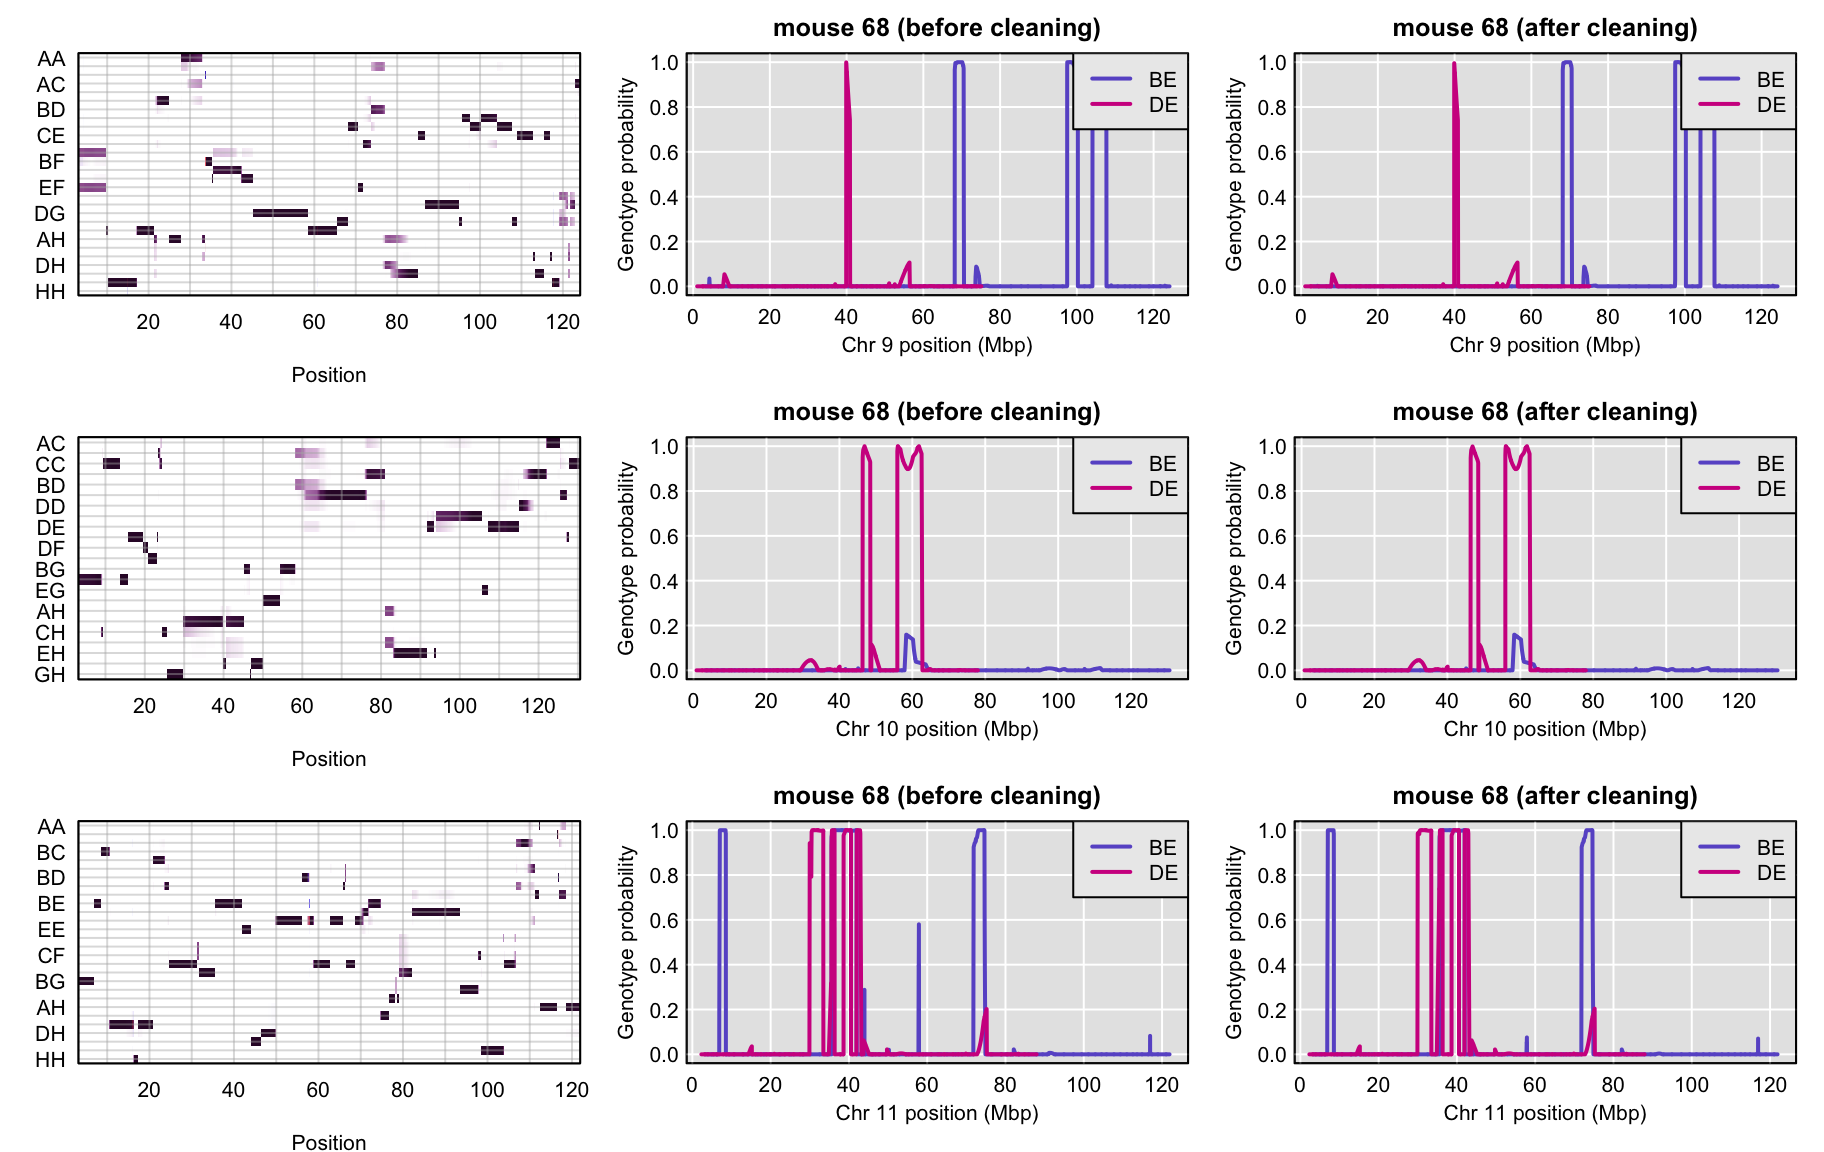 mouse 68 (before cleaning)
mouse 68 (after cleaning)
AA
AC
BD
CE
BF
EF
DG
AH
DH
HH
20 40 60 80 100 120
Position
Genotype probability
1.0
0.8
0.6
0.4
0.2
0.0
BE
DE
0 20 40 60 80 100 120
Chr 9 position (Mbp)
Genotype probability
1.0
0.8
0.6
0.4
0.2
0.0
BE
DE
0 20 40 60 80 100 120
Chr 9 position (Mbp)
mouse 68 (before cleaning)
mouse 68 (after cleaning)
AC
CC
BD
DD
DE
DF
BG
EG
AH
CH
EH
GH
20 40 60 80 100 120
Position
Genotype probability
1.0
0.8
0.6
0.4
0.2
0.0
BE
DE
0 20 40 60 80 100 120
Chr 10 position (Mbp)
Genotype probability
1.0
0.8
0.6
0.4
0.2
0.0
BE
DE
0 20 40 60 80 100 120
Chr 10 position (Mbp)
mouse 68 (before cleaning)
mouse 68 (after cleaning)
AA
BC
BD
BE
EE
CF
BG
AH
DH
HH
20 40 60 80 100 120
Position
Genotype probability
1.0
0.8
0.6
0.4
0.2
0.0
BE
DE
0 20 40 60 80 100 120
Chr 11 position (Mbp)
Genotype probability
1.0
0.8
0.6
0.4
0.2
0.0
BE
DE
0 20 40 60 80 100 120
Chr 11 position (Mbp)